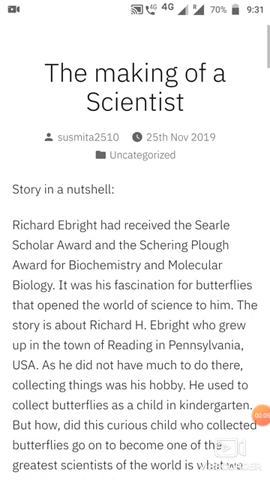 4G 4G R 70% 9:31
The making of a
Scientist
susmita2510 25th Nov 2019
Uncategorized
Story in a nutshell:
Richard Ebright had received the Searle
Scholar Award and the Schering Plough
Award for Biochemistry and Molecular
Biology. It was his fascination for butterflies
that opened the world of science to him. The
story is about Richard H. Ebright who grew
up in the town of Reading in Pennsylvania,
USA. As he did not have much to do there,
collecting things was his hobby. He used to
collect butterflies as a child in kindergarten.
But how, did this curious child who collected
butterflies go on to become one of the
greatest scientists of the world is what we